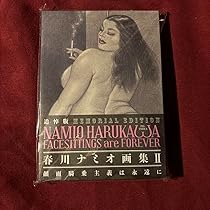 追悼版 MEMORIAL EDITION
NAMIO HARUKAWA
FACESITTINGS are FOREVER
春川ナミオ画集II
顔面騎乗主義は永遠に